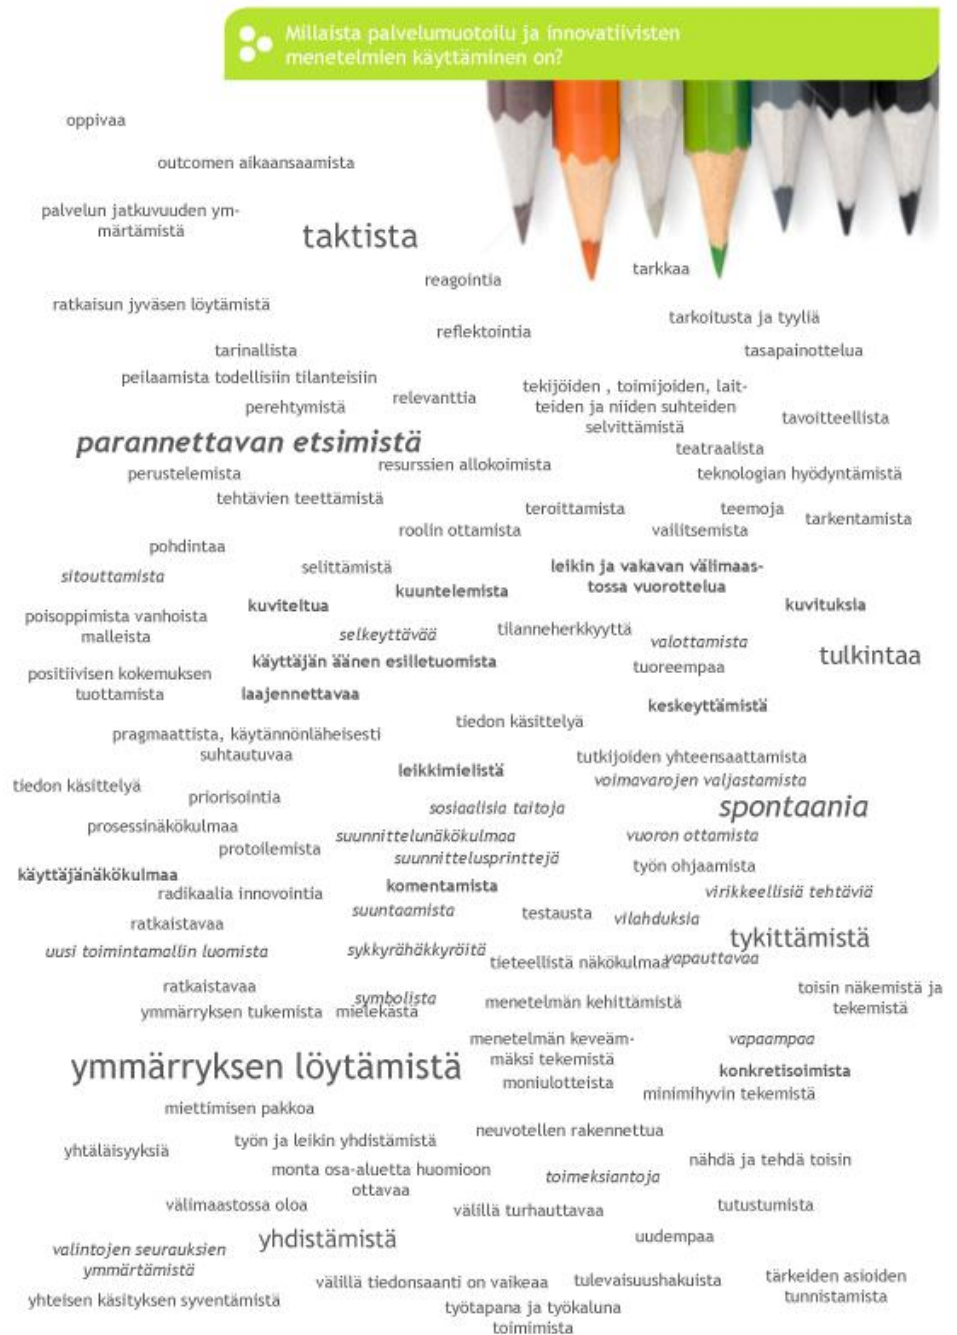 Millaista palvelumuotoilu ja innovatiivisten
menetelmien käyttäminen on?
oppivaa
outcomen aikaansaamista
palvelun jatkuvuuden ym-
märtämistä
taktista
tarkkaa
reagointia
ratkaisun jyväsen löytämistä
tarkoitusta ja tyyliä
reflektointia
tarinallista
tasapainottelua
peilaamista todellisiin tilanteisiin
tekijöiden , toimijoiden, lait-
teiden ja niiden suhteiden
selvittämistä
relevanttia
perehtymistä
tavoitteellista
parannettavan etsimistä
teatraalista
resurssien allokoimista
perustelemista
teknologian hyödyntämistä
tehtävien teettämistä
teroittamista
teemoja
tarkentamista
roolin ottamista
vailitsemista
pohdintaa
selittämistä
leikin ja vakavan välimaas-
tossa vuorottelua
sitouttamista
kuuntelemista
kuviteltua
kuvituksia
poisoppimista vanhoista
malleista
selkeyttävää
tilanneherkkyyttä
valottamista
tulkintaa
käyttäjän äänen esilletuomista
tuoreempaa
positiivisen kokemuksen
tuottamista
laajennettavaa
keskeyttämistä
tiedon käsittelyä
pragmaattista, käytännönläheisesti
suhtautuvaa
tutkijoiden yhteensaattamista
leikkimielistä
voimavarojen valjastamista
tiedon käsittelyä
priorisointia
sosiaalisia taitoja
spontaania
prosessinäkökulmaa
suunnittelunäkökulmaa
vuoron ottamista
protoilemista
suunnittelusprinttejä
työn ohjaamista
käyttäjänäkökulmaa
komentamista
radikaalia innovointia
virikkeellisiä tehtäviä
suuntaamista
testausta
vilahduksia
ratkaistavaa
tykittämistä
uusi toimintamallin luomista
sykkyrähäkkyröitä
tieteellistä näkökulmaa
vapauttavaa
ratkaistavaa
toisin näkemistä ja
tekemistä
symbolista
menetelmän kehittämistä
ymmärryksen tukemista
mielekästä
menetelmän keveäm-
mäksi tekemistä
vapaampaa
ymmärryksen löytämistä
konkretisoimista
moniulotteista
minimihyvin tekemistä
miettimisen pakkoa
neuvotellen rakennettua
työn ja leikin yhdistämistä
yhtäläisyyksiä
nähdä ja tehdä toisin
monta osa-aluetta huomioon
ottavaa
toimeksiantoja
välimaastossa oloa
välillä turhauttavaa
tutustumista
yhdistämistä
uudempaa
valintojen seurauksien
ymmärtämistä
välillä tiedonsaanti on vaikeaa
tulevaisuushakuista
tärkeiden asioiden
tunnistamista
yhteisen käsityksen syventämistä
työtapana ja työkaluna
toimimista